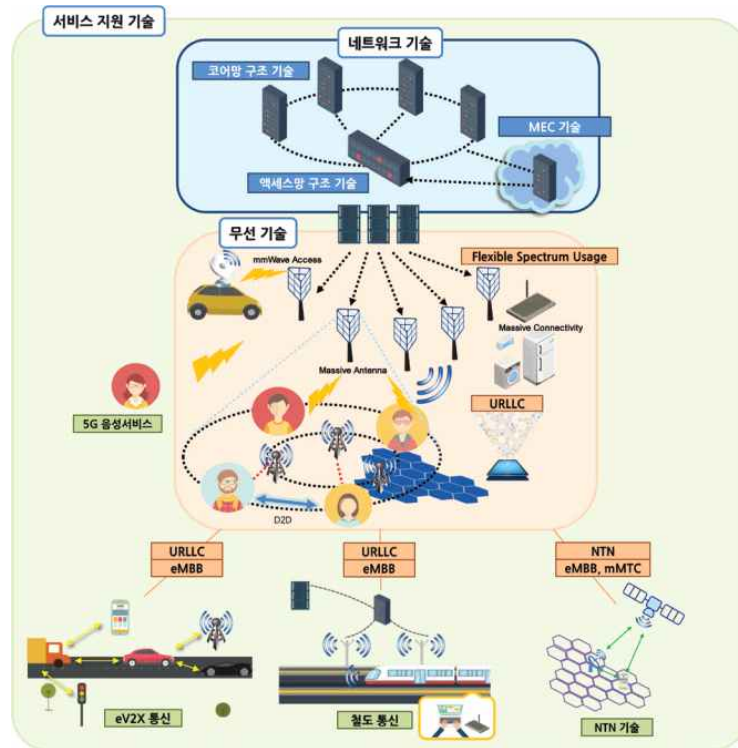 서비스 지원 기술
네트워크 기술
코어망 구조 기술
MEC 기술
액세스망 구조 기술
무선 기술
mmWave Access
Flexible Spectrum Usage
Massive Connectivity
Massive Antenna
URLLC
5G 음성서비스
D2D
URLLC
eMBB
URLLC
eMBB
NTN
eMBB, mMTC
eV2X 통신
철도 통신
NTN 기술